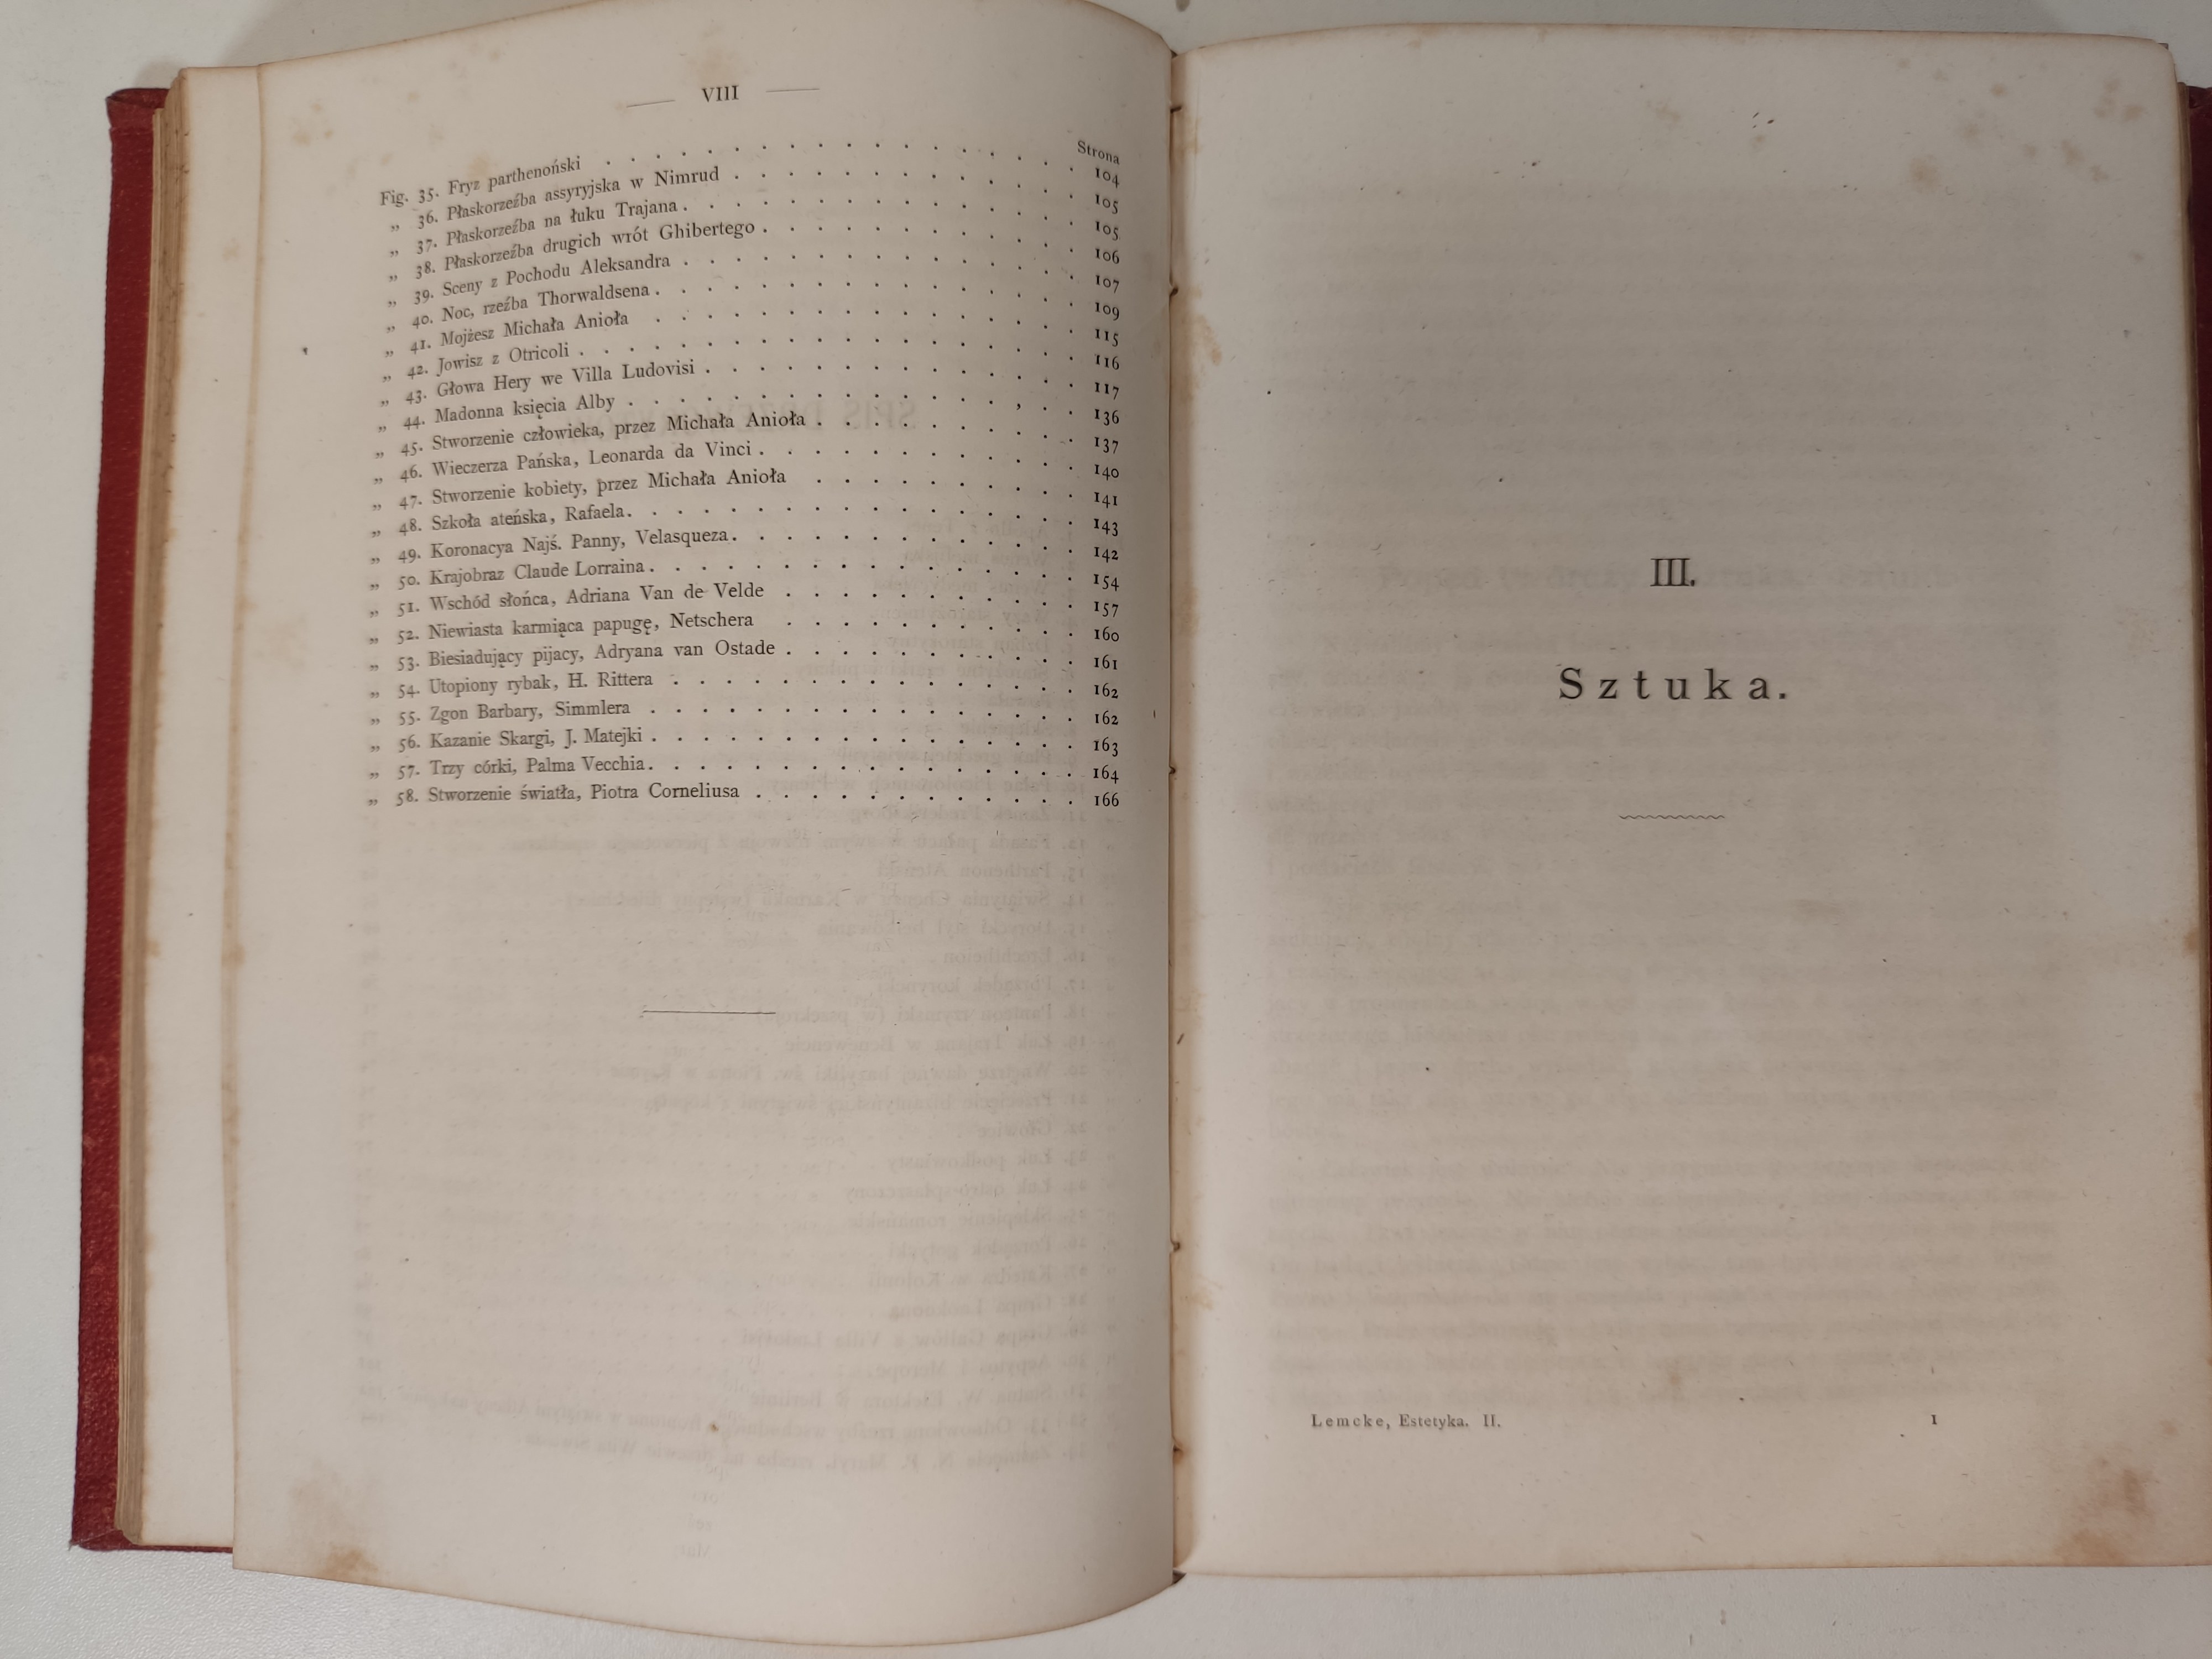 VIII
Strona
Fig. 35. Fryz parthenoński . . . . . . . . . . . . . . . . . . 104
„ 36. Płaskorzeźba assyryjska w Nimrud . . . . . . . . . . . . . 105
„ 37. Płaskorzeźba na łuku Trajana . . . . . . . . . . . . . . . 105
„ 38. Płaskorzeźba drugich wrót Ghibertego . . . . . . . . . . . . 106
„ 39. Sceny z Pochodu Aleksandra . . . . . . . . . . . . . . . 107
„ 40. Noc, rzeźba Thorwaldsena . . . . . . . . . . . . . . . . 109
„ 41. Mojżesz Michała Anioła . . . . . . . . . . . . . . . . 115
„ 42. Jowisz z Otricoli . . . . . . . . . . . . . . . . . . . 116
„ 43. Głowa Hery we Villa Ludovisi . . . . . . . . . . . . . . 117
„ 44. Madonna księcia Alby . . . . . . . . . . . . . . . . . 136
„ 45. Stworzenie człowieka, przez Michała Anioła . . . . . . . . . . 137
„ 46. Wieczerza Pańska, Leonarda da Vinci . . . . . . . . . . . . 140
„ 47. Stworzenie kobiety, przez Michała Anioła . . . . . . . . . . 141
„ 48. Szkoła ateńska, Rafaela . . . . . . . . . . . . . . . . . 143
„ 49. Koronacya Najś. Panny, Velasqueza . . . . . . . . . . . . . 142
„ 50. Krajobraz Claude Lorraina . . . . . . . . . . . . . . . . 154
„ 51. Wschód słońca, Adriana Van de Velde . . . . . . . . . . . 157
„ 52. Niewiasta karmiąca papugę, Netschera . . . . . . . . . . . 160
„ 53. Biesiadujący pijacy, Adryana van Ostade . . . . . . . . . . . 161
„ 54. Utopiony rybak, H. Rittera . . . . . . . . . . . . . . . 162
„ 55. Zgon Barbary, Simmlera . . . . . . . . . . . . . . . . 162
„ 56. Kazanie Skargi, J. Matejki . . . . . . . . . . . . . . . . 163
„ 57. Trzy córki, Palma Vecchia . . . . . . . . . . . . . . . . 164
„ 58. Stworzenie światła, Piotra Corneliusa . . . . . . . . . . . . 166
III.
Sztuka.
Lemcke, Estetyka. II. 1